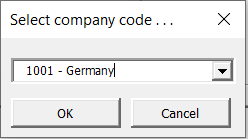 Select company code . . .
1001 - Germany
OK
Cancel